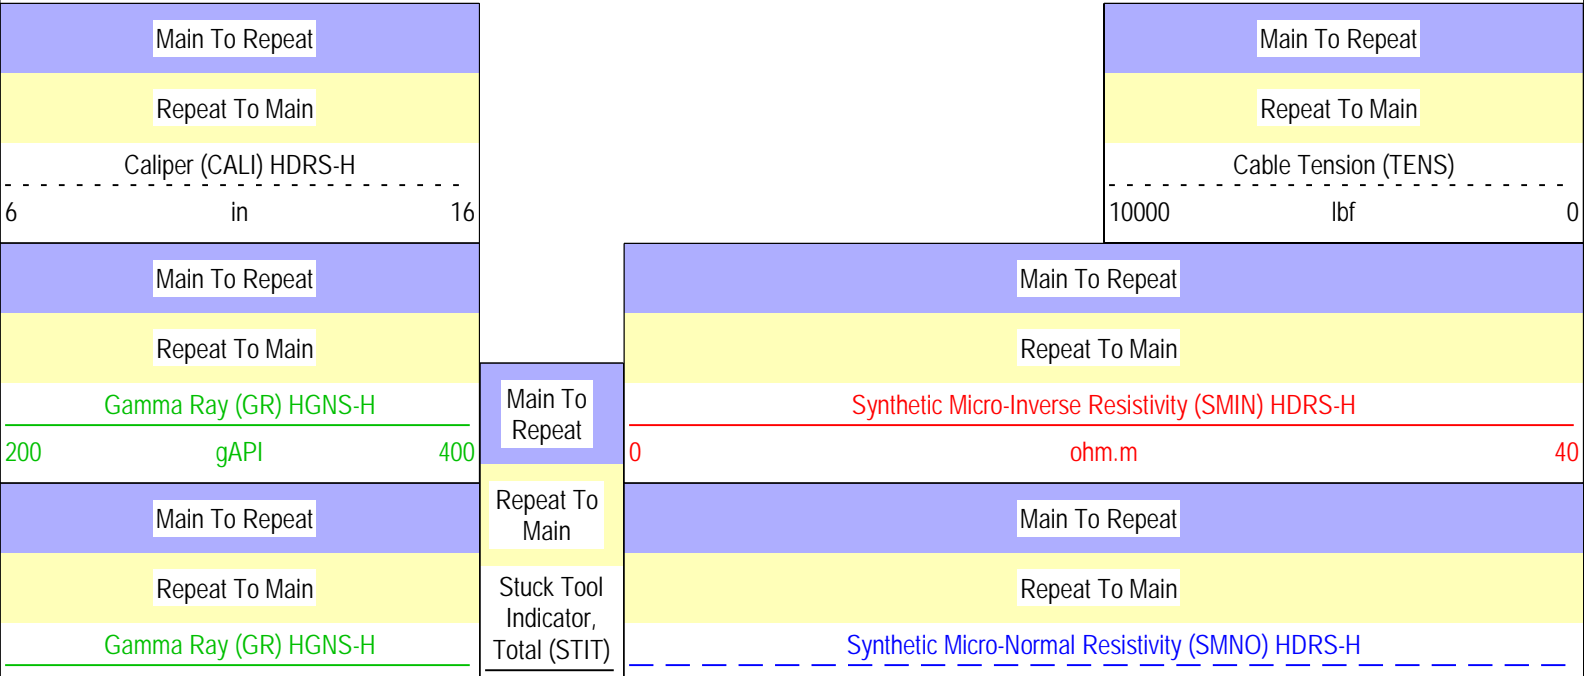 Main To Repeat
Repeat To Main
Caliper (CALI) HDRS-H
6 in 16
Main To Repeat
Repeat To Main
Cable Tension (TENS)
10000 lbf 0
Main To Repeat
Repeat To Main
Gamma Ray (GR) HGNS-H
200 gAPI 400
Main To Repeat
Repeat To Main
Synthetic Micro-Inverse Resistivity (SMIN) HDRS-H
0 ohm.m 40
Main To Repeat
Repeat To Main
Gamma Ray (GR) HGNS-H
Main To
Repeat
Repeat To
Main
Stuck Tool
Indicator,
Total (STIT)
Main To Repeat
Repeat To Main
Synthetic Micro-Normal Resistivity (SMNO) HDRS-H